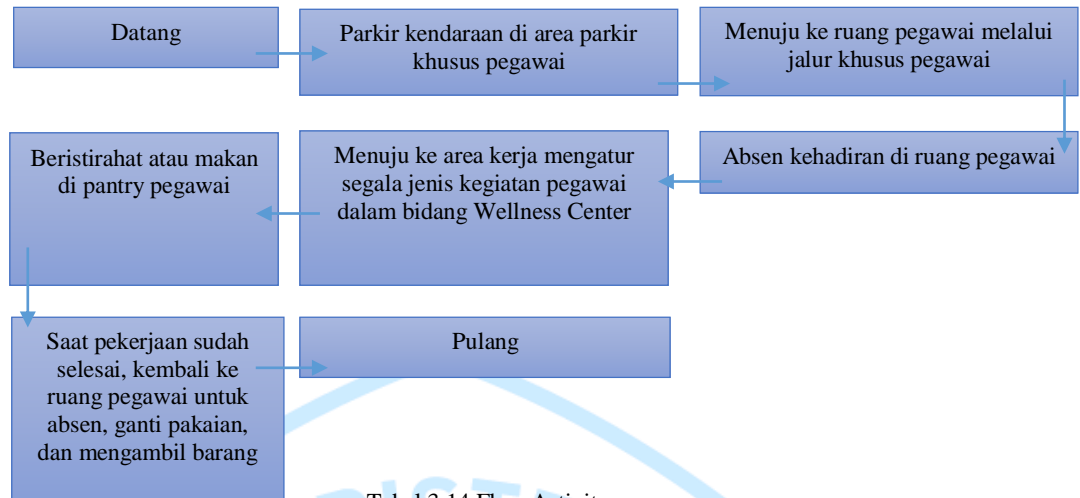 Datang
Parkir kendaraan di area parkir
khusus pegawai
Menuju ke ruang pegawai melalui
jalur khusus pegawai
Absen kehadiran di ruang pegawai
Menuju ke area kerja mengatur
segala jenis kegiatan pegawai
dalam bidang Wellness Center
Beristirahat atau makan
di pantry pegawai
Saat pekerjaan sudah
selesai, kembali ke
ruang pegawai untuk
absen, ganti pakaian,
dan mengambil barang
Pulang